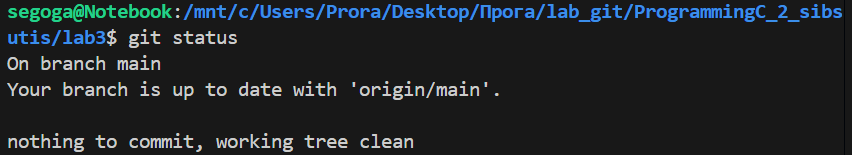 segoga@Notebook:/mnt/c/Users/Prora/Desktop/Прога/lab_git/ProgrammingC_2_sibs
utis/lab3$ git status
On branch main
Your branch is up to date with 'origin/main'.
nothing to commit, working tree clean